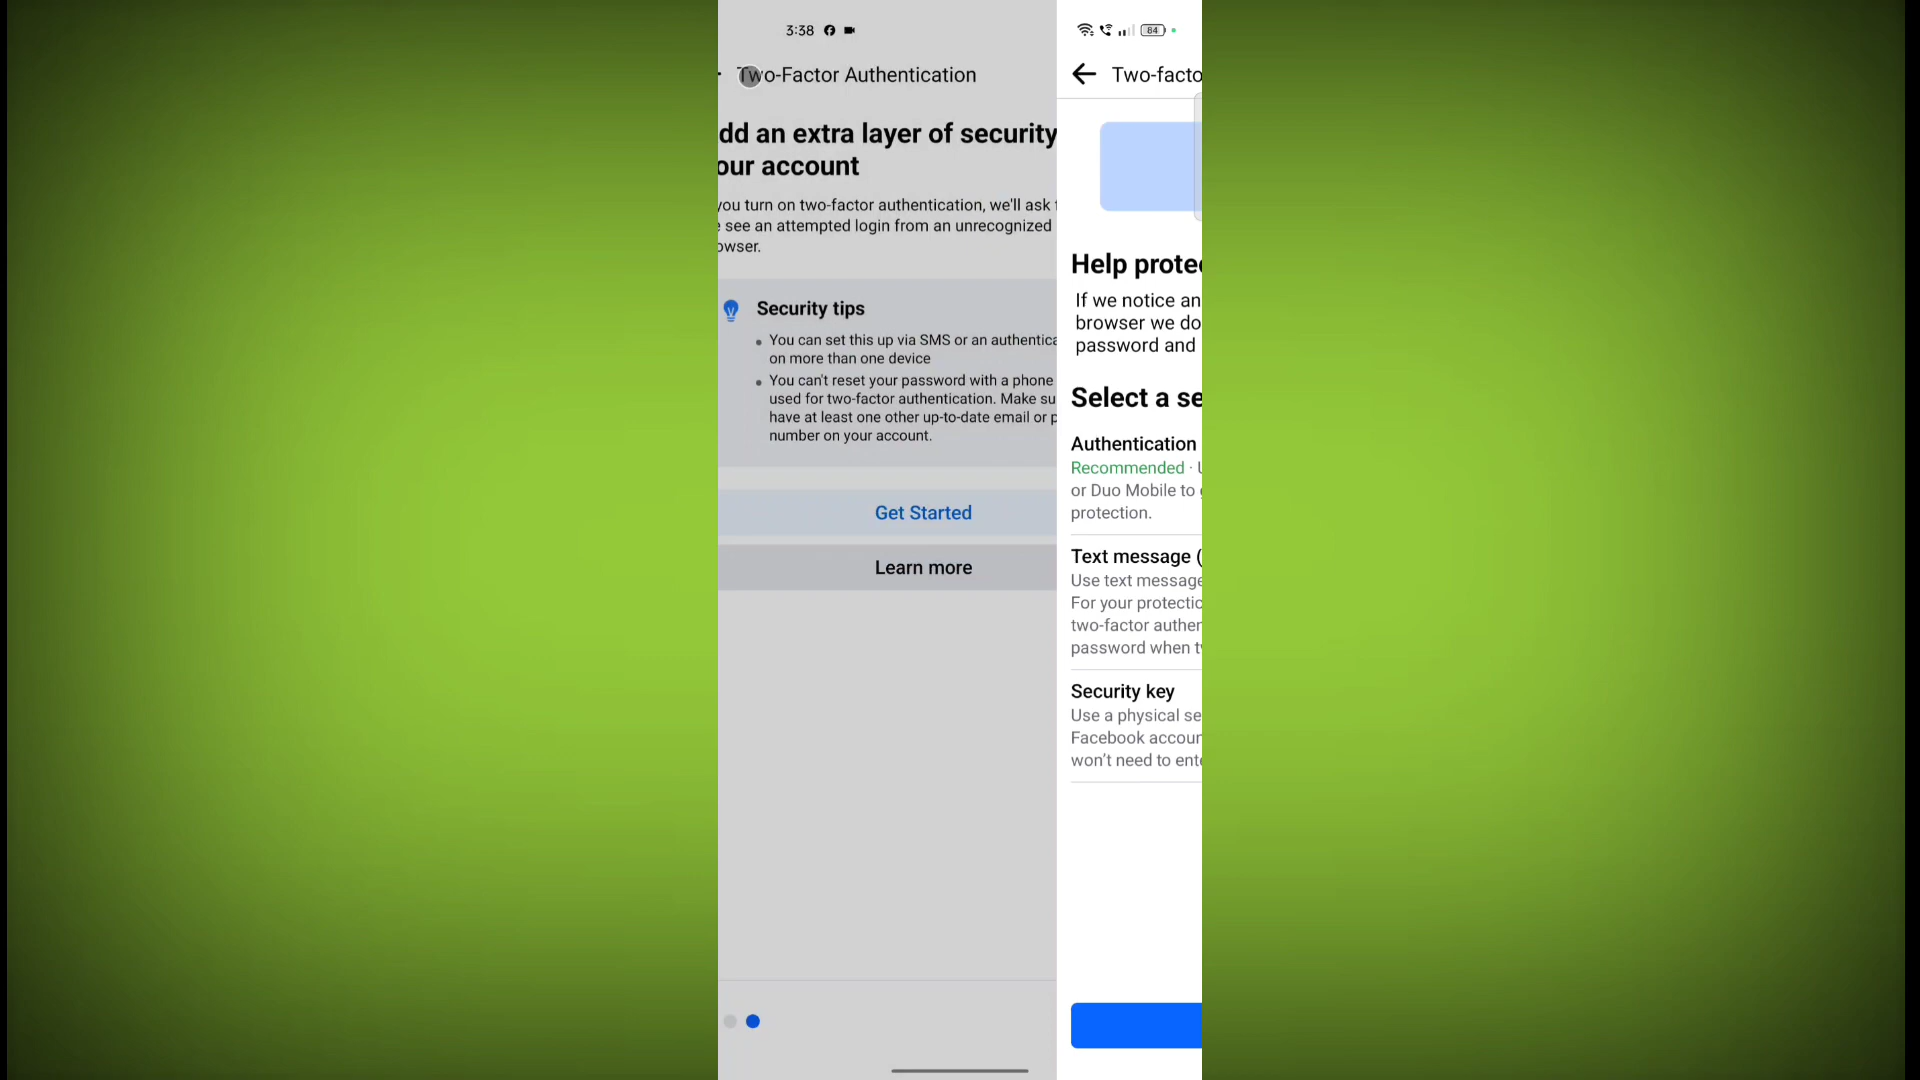 3:38
84
Two-Factor Authentication
dd an extra layer of security
our account
you turn on two-factor authentication, we'll ask
see an attempted login from an unrecognized
owser.
Security tips
You can set this up via SMS or an authentica
on more than one device
You can't reset your password with a phone
used for two-factor authentication. Make su
have at least one other up-to-date email or p
number on your account.
Get Started
Learn more
Two-facto
Help prote
If we notice an
browser we do
password and
Select a se
Authentication
Recommended ·
or Duo Mobile to
protection.
Text message (
Use text message
For your protectio
two-factor auther
password when t
Security key
Use a physical se
Facebook accour
won't need to ent